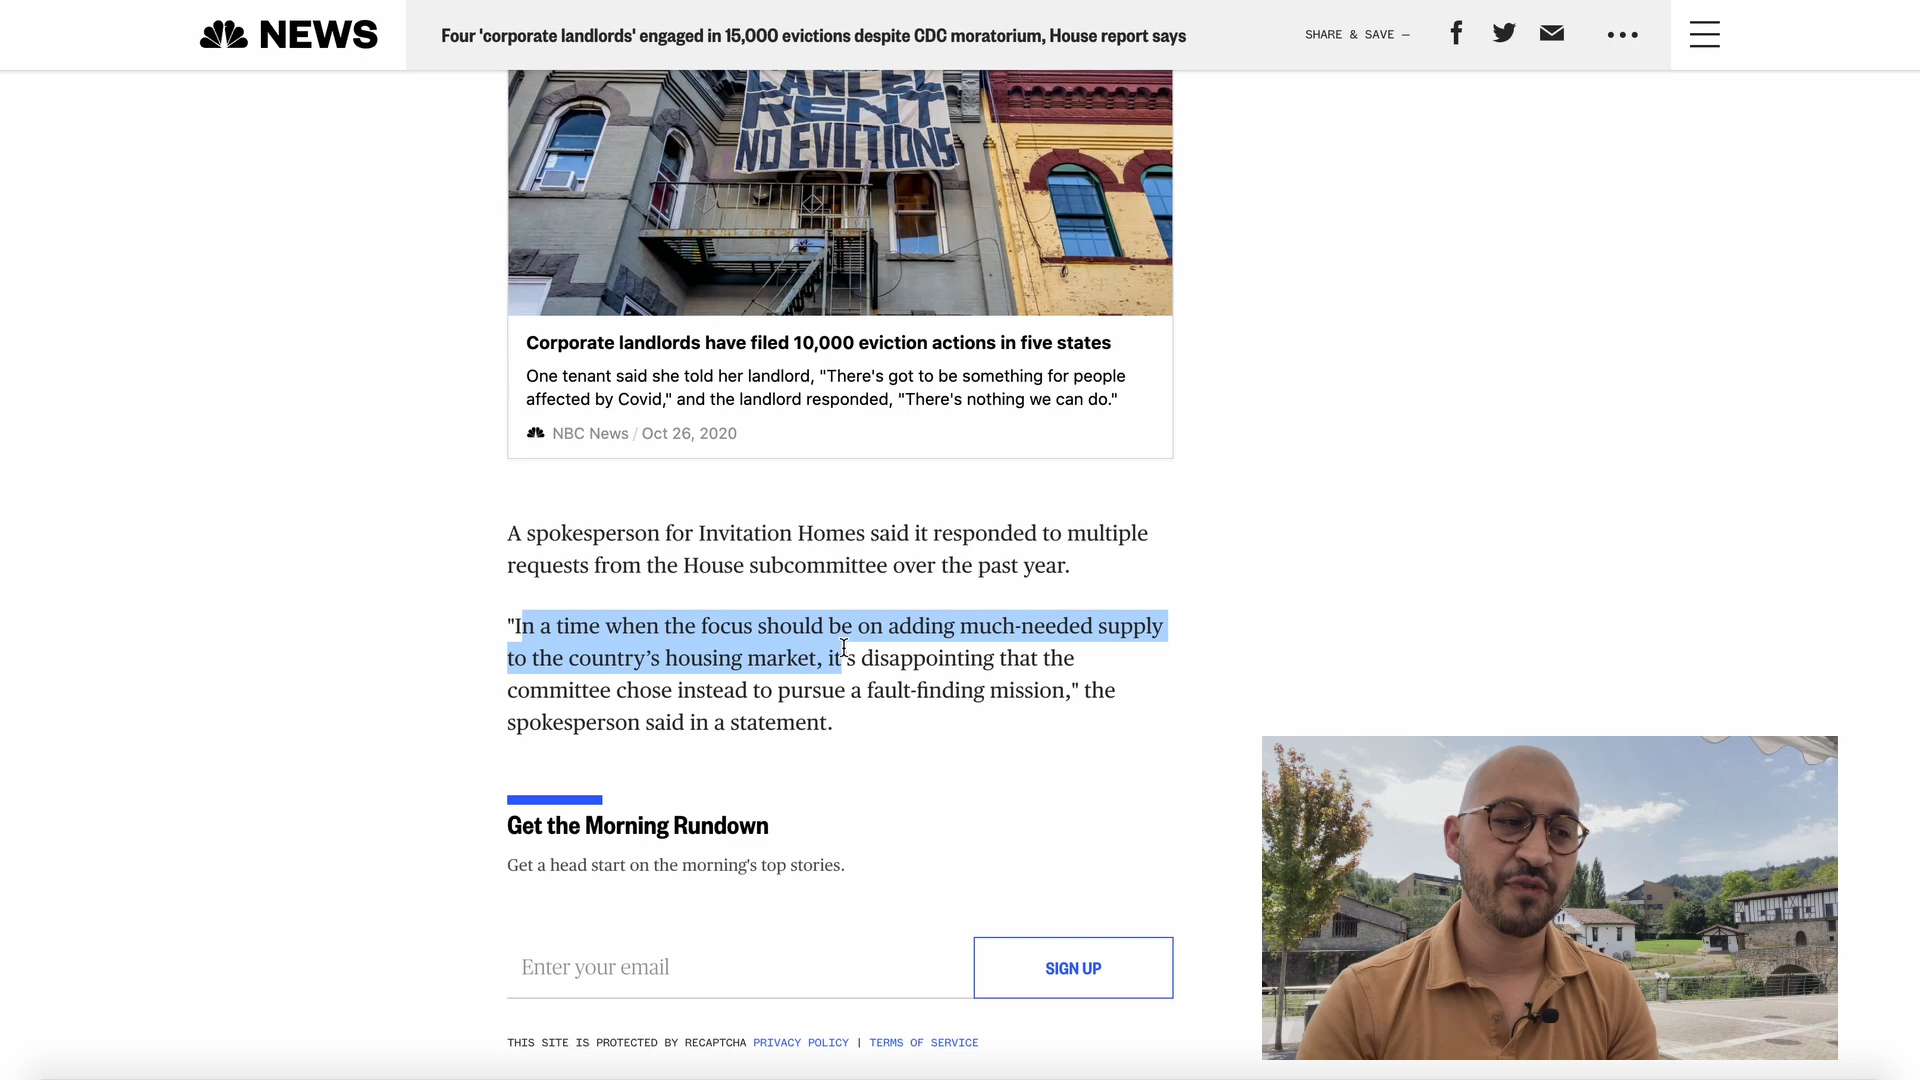 NEWS
Four 'corporate landlords' engaged in 15,000 evictions despite CDC moratorium, House report says
SHARE & SAVE —
CANCEL
RENT
NO EVICTIONS
Corporate landlords have filed 10,000 eviction actions in five states
One tenant said she told her landlord, "There's got to be something for people
affected by Covid," and the landlord responded, "There's nothing we can do."
NBC News / Oct 26, 2020
A spokesperson for Invitation Homes said it responded to multiple
requests from the House subcommittee over the past year.
"In a time when the focus should be on adding much-needed supply
to the country’s housing market, it’s disappointing that the
committee chose instead to pursue a fault-finding mission," the
spokesperson said in a statement.
Get the Morning Rundown
Get a head start on the morning's top stories.
Enter your email
SIGN UP
THIS SITE IS PROTECTED BY RECAPTCHA PRIVACY POLICY | TERMS OF SERVICE